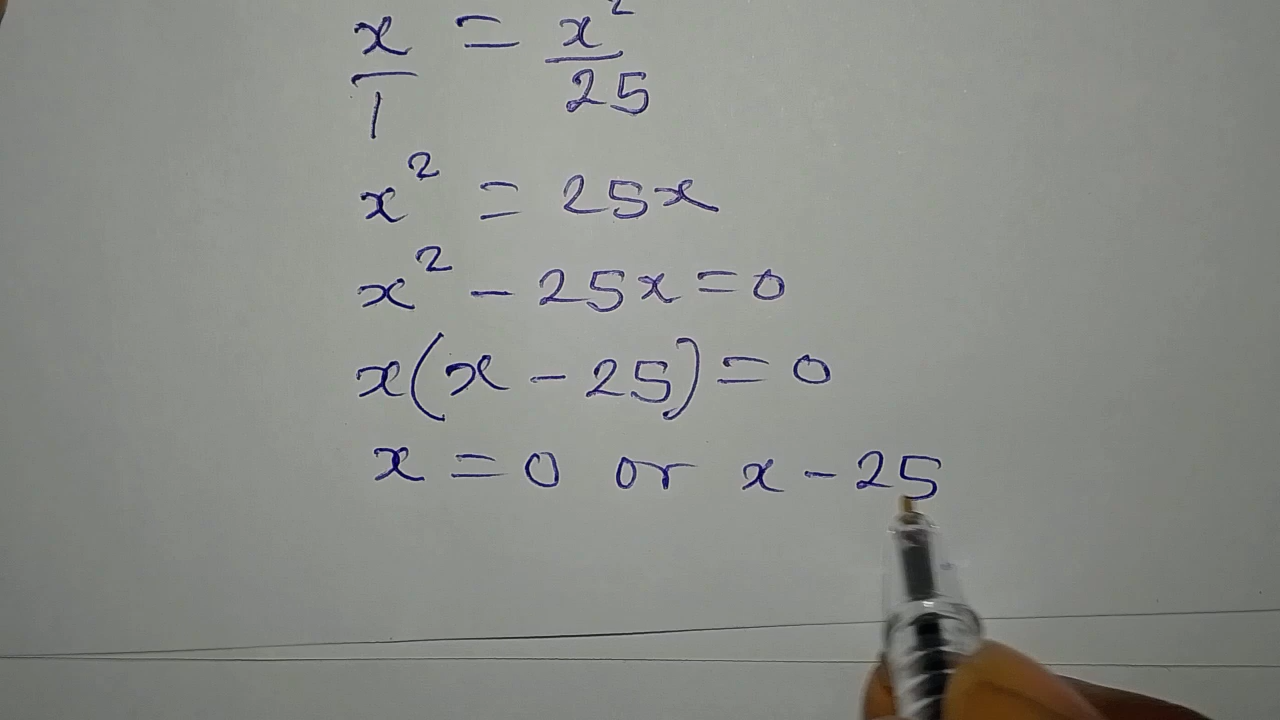 x/1 = x²/25
x² = 25x
x² - 25x = 0
x(x - 25) = 0
x = 0 or x - 25